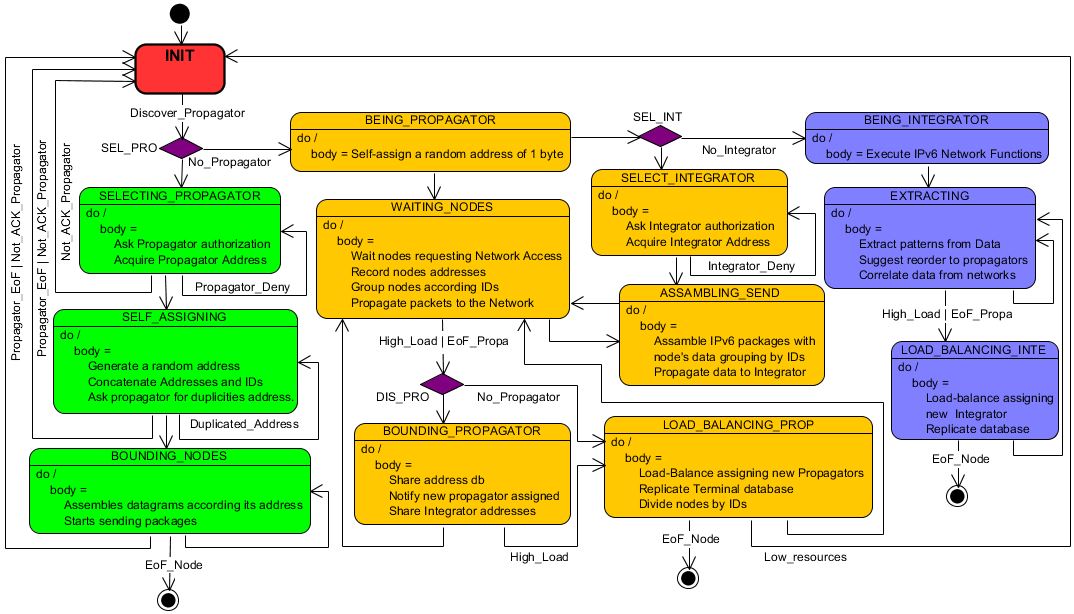 INIT
Discover_Propagator
SEL_PRO
No_Propagator
BEING_PROPAGATOR
do /
body = Self-assign a random address of 1 byte
SEL_INT
No_Integrator
BEING_INTEGRATOR
do /
body = Execute IPv6 Network Functions
SELECTING_PROPAGATOR
do /
body =
Ask Propagator authorization
Acquire Propagator Address
Propagator_Deny
WAITING_NODES
do /
body =
Wait nodes requesting Network Access
Record nodes addresses
Group nodes according IDs
Propagate packets to the Network
SELECT_INTEGRATOR
do /
body =
Ask Integrator authorization
Acquire Integrator Address
Integrator_Deny
EXTRACTING
do /
body =
Extract patterns from Data
Suggest reorder to propagators
Correlate data from networks
High_Load | EoF_Propa
Propagator_EoF | Not_ACK_Propagator
Propagator_EoF | Not_ACK_Propagator
Not_ACK_Propagator
SELF_ASSIGNING
do /
body =
Generate a random address
Concatenate Addresses and IDs
Ask propagator for duplicities address.
Duplicated_Address
High_Load | EoF_Propa
ASSAMBLING_SEND
do /
body =
Assamble IPv6 packages with
node's data grouping by IDs
Propagate data to Integrator
LOAD_BALANCING_INTE
do /
body =
Load-balance assigning
new Integrator
Replicate database
EoF_Node
DIS_PRO
No_Propagator
BOUNDING_NODES
do /
body =
Assembles datagrams according its address
Starts sending packages
EoF_Node
BOUNDING_PROPAGATOR
do /
body =
Share address db
Notify new propagator assigned
Share Integrator addresses
High_Load
LOAD_BALANCING_PROP
do /
body =
Load-Balance assigning new Propagators
Replicate Terminal database
Divide nodes by IDs
EoF_Node
Low_resources